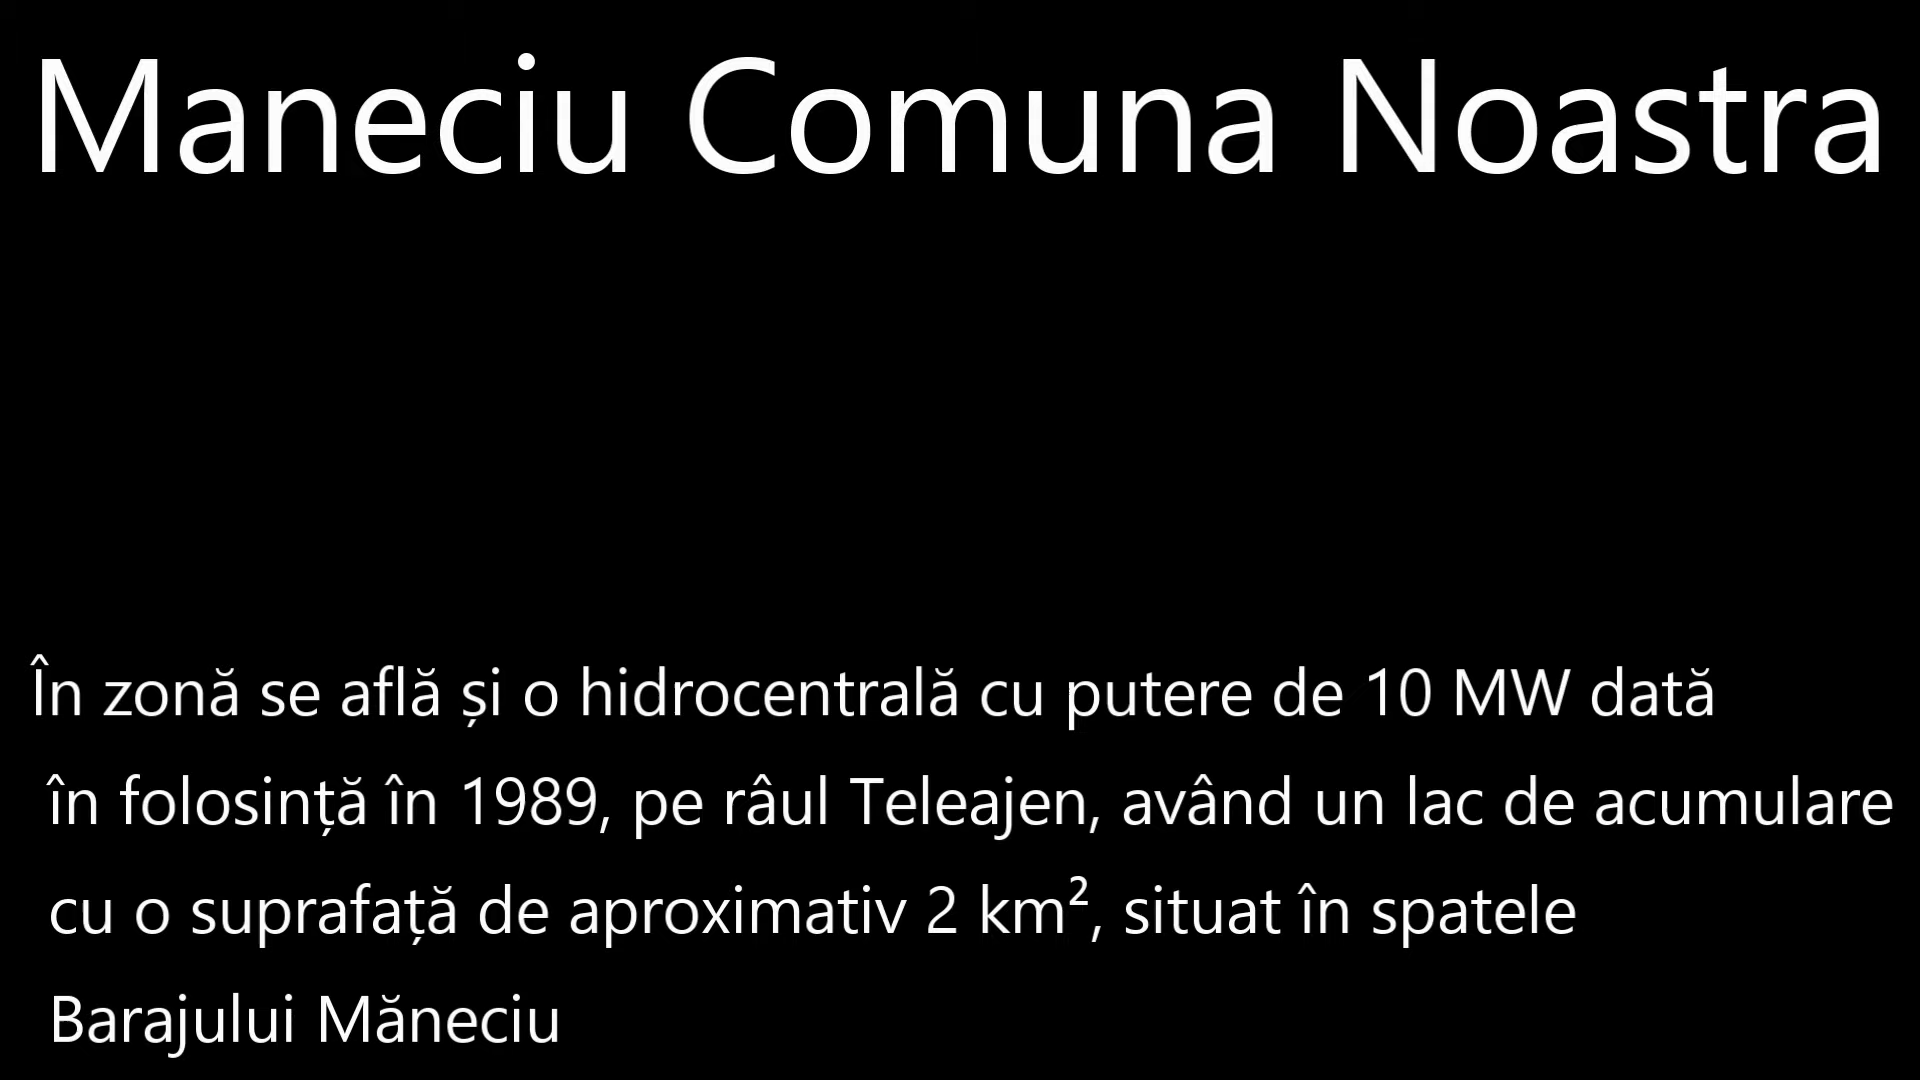 Maneciu Comuna Noastra
În zonă se află și o hidrocentrală cu putere de 10 MW dată
în folosință în 1989, pe râul Teleajen, având un lac de acumulare
cu o suprafață de aproximativ 2 km², situat în spatele
Barajului Măneciu